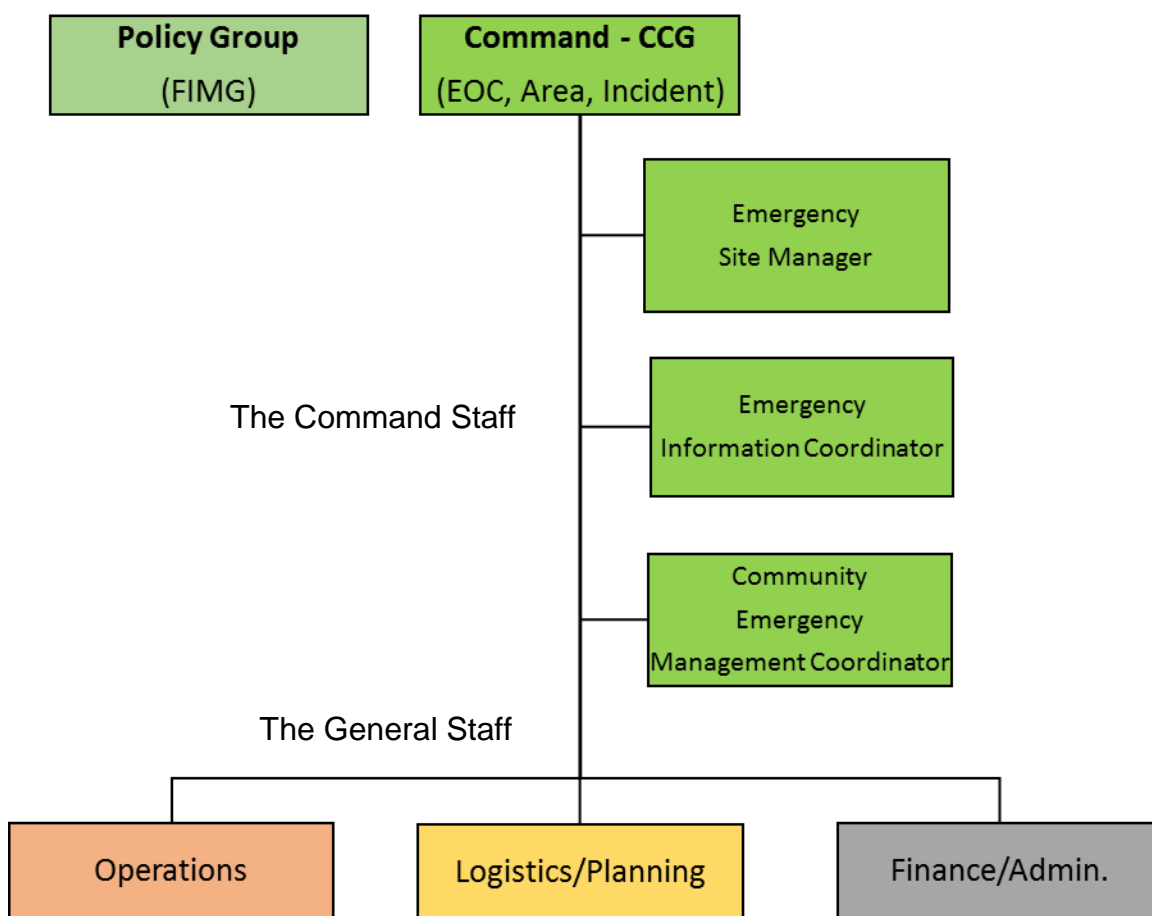 Policy Group
(FIMG)
Command - CCG
(EOC, Area, Incident)
Emergency
Site Manager
The Command Staff
Emergency
Information Coordinator
Community
Emergency
Management Coordinator
The General Staff
Operations
Logistics/Planning
Finance/Admin.